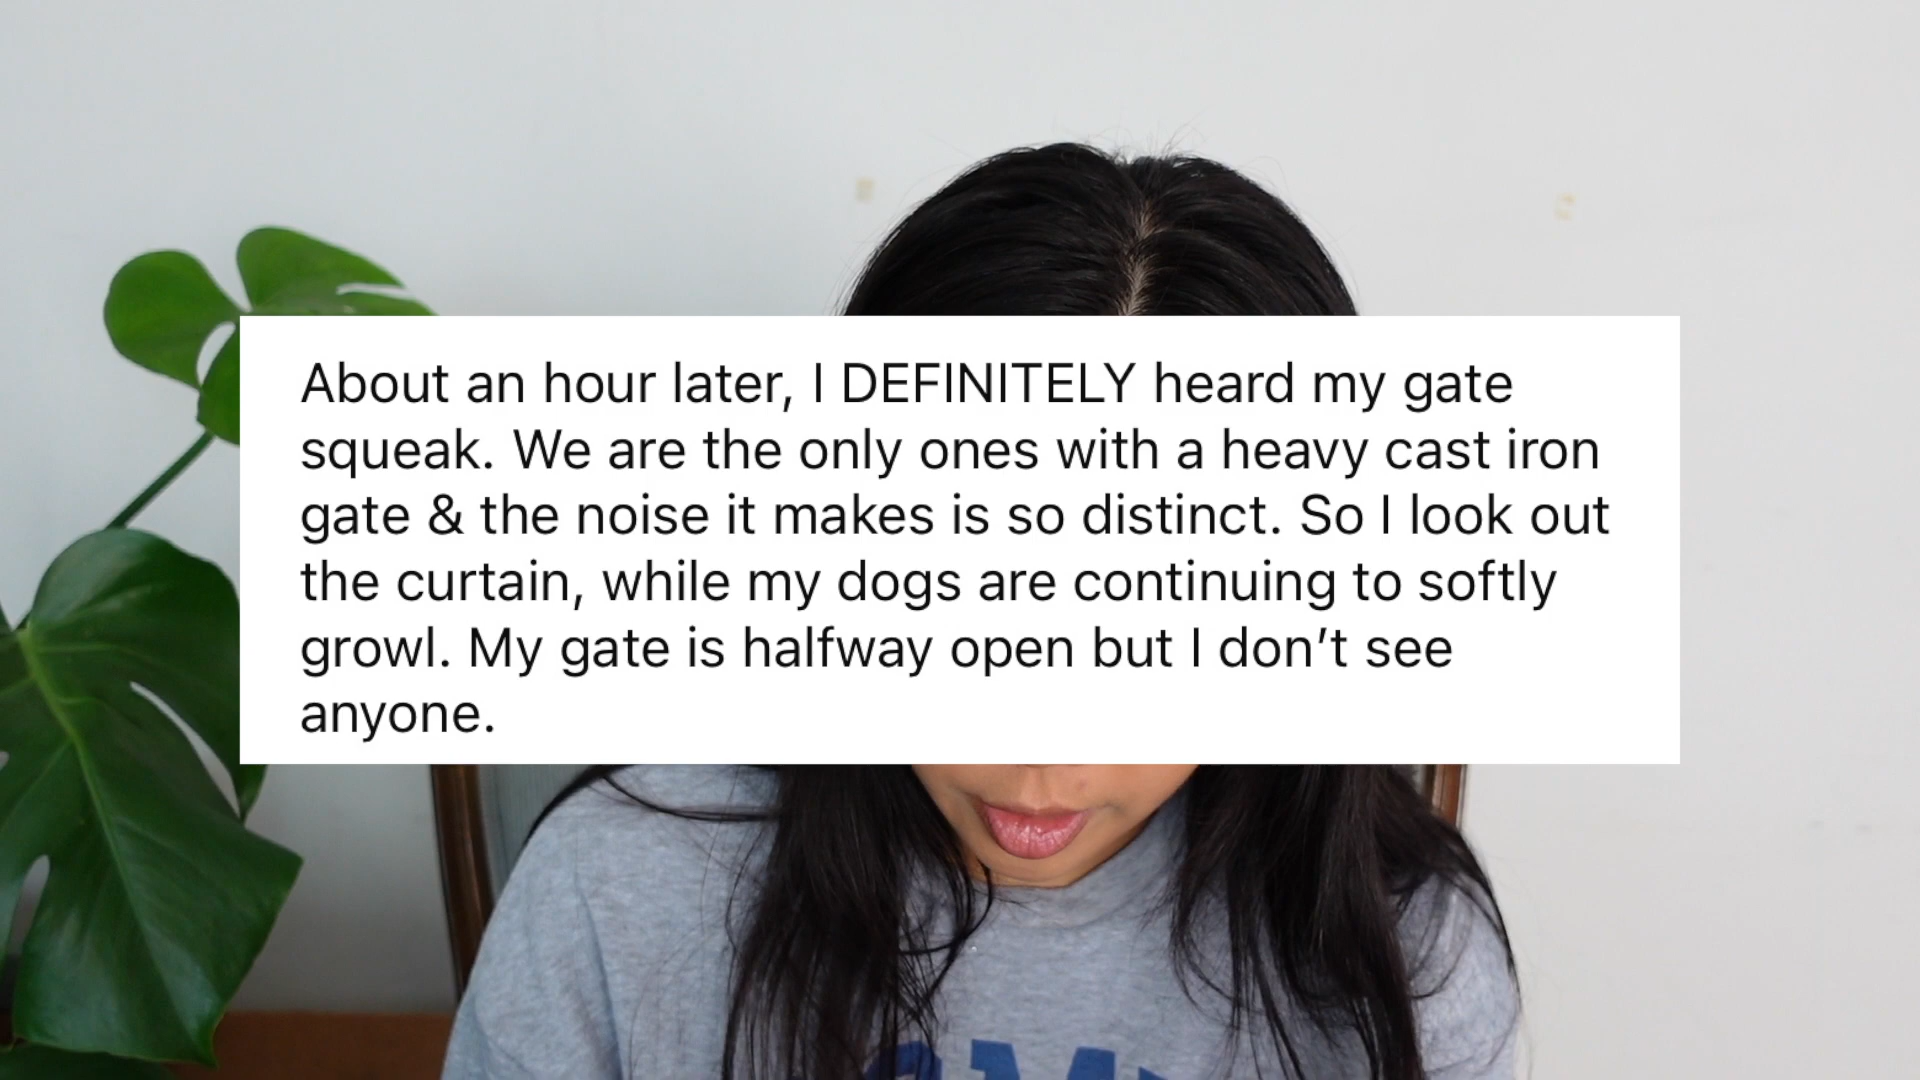 About an hour later, I DEFINITELY heard my gate
squeak. We are the only ones with a heavy cast iron
gate & the noise it makes is so distinct. So I look out
the curtain, while my dogs are continuing to softly
growl. My gate is halfway open but I don’t see
anyone.